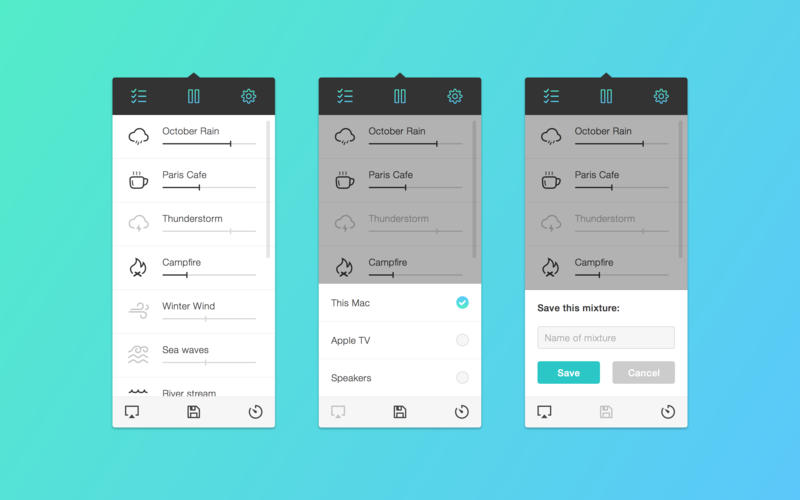 October Rain
Paris Cafe
Thunderstorm
Campfire
Winter Wind
Sea waves
River stream
October Rain
Paris Cafe
Thunderstorm
Campfire
This Mac
Apple TV
Speakers
October Rain
Paris Cafe
Thunderstorm
Campfire
Save this mixture:
Name of mixture
Save Cancel